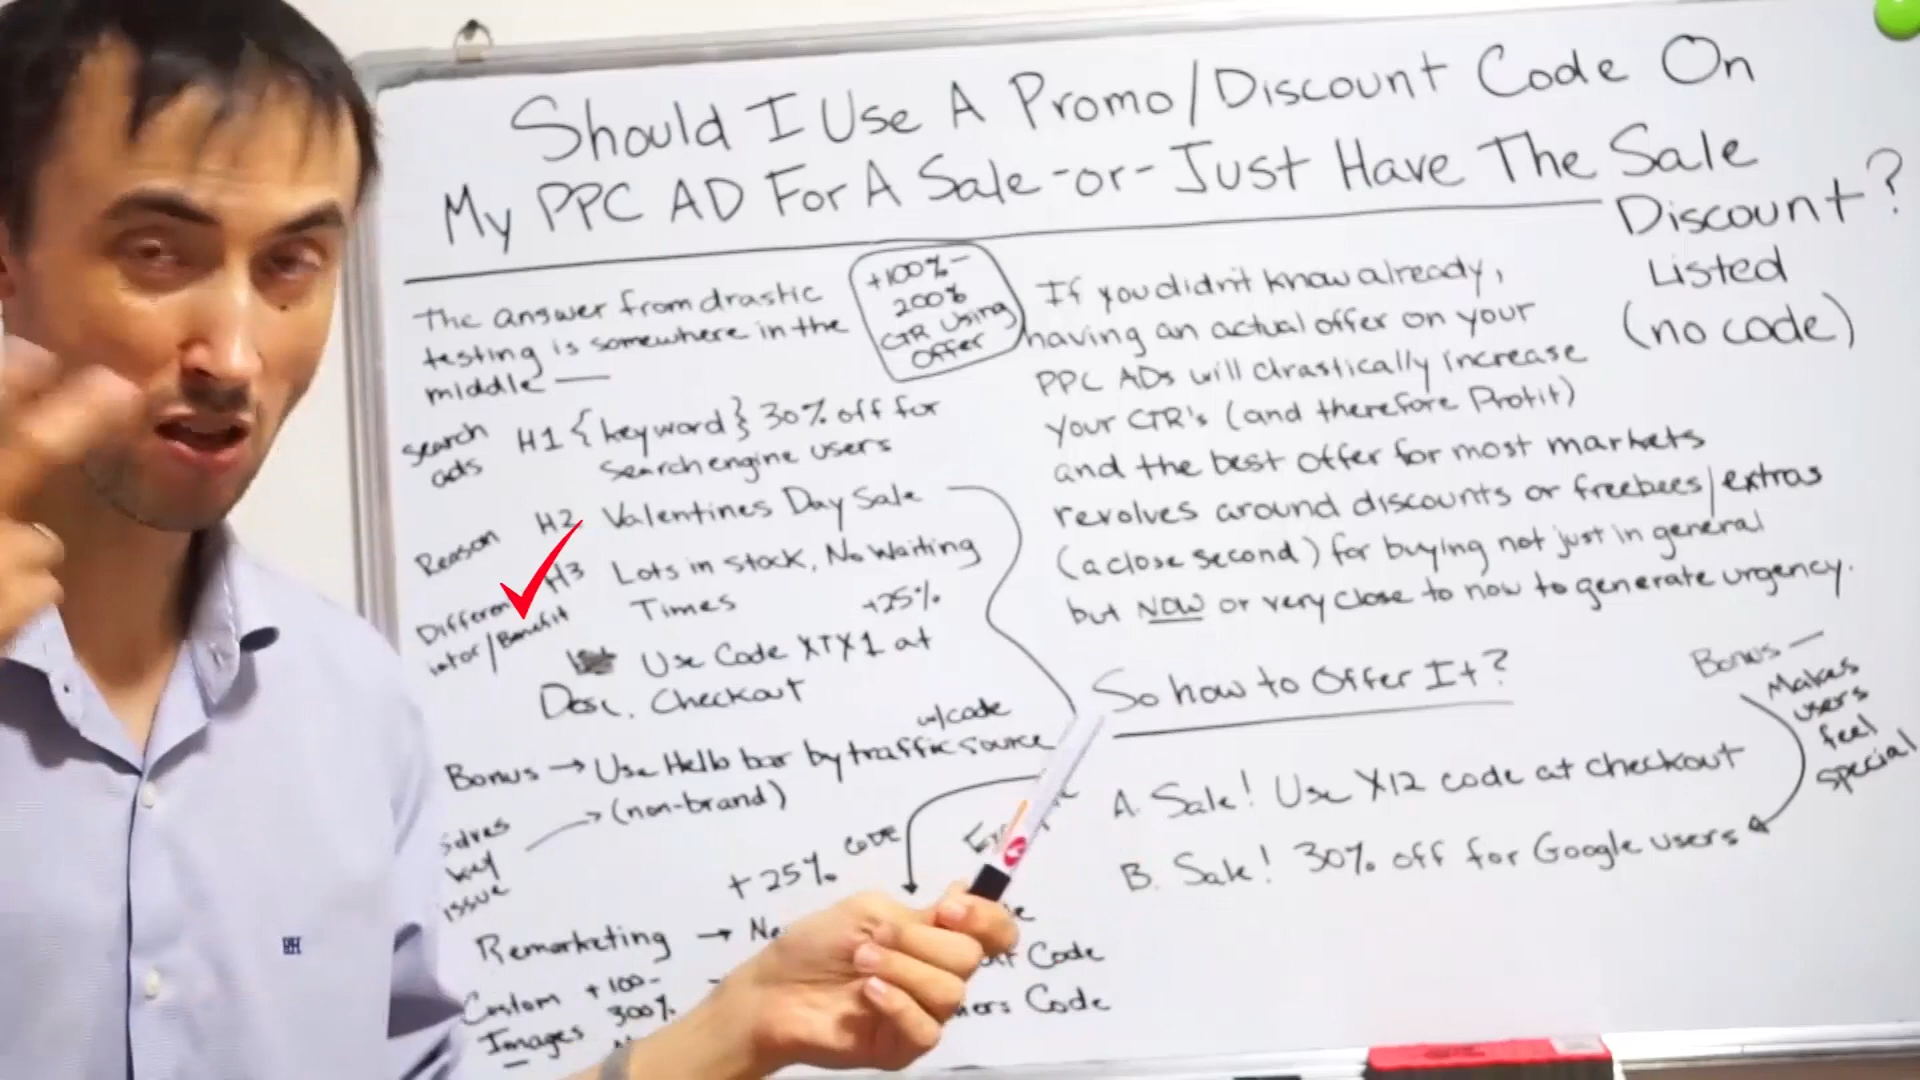 Should I Use A Promo/Discount Code On
My PPC AD For A Sale -or- Just Have The Sale
Discount?
Listed
(no code)
The answer from drastic
testing is somewhere in the
middle —
+100%-
200%
CTR Using
Offer
search
ads
H1 {keyword} 30% off for
Search engine users
Reason
H2 Valentines Day Sale
H3 Lots in stock, No Waiting
Times
Differen
iator/Benefit
+25%
Use Code XTX1 at
Desc. Checkout
w/code
Bonus → Use Hello bar by traffic source
(non-brand)
solves
key
issue
+25% CODE
Remarketing →
Code
Custom +100-
Images 300%
Code
If you didn't know already,
having an actual offer on your
PPC ADs will drastically increase
your CTR's (and therefore Profit)
and the best offer for most markets
revolves around discounts or freebees/extras
(a close second) for buying not just in general
but NOW or very close to now to generate urgency.
So how to Offer It?
Bonus —
Makes
users
feel
special
A. Sale! Use X12 code at checkout
B. Sale! 30% off for Google users